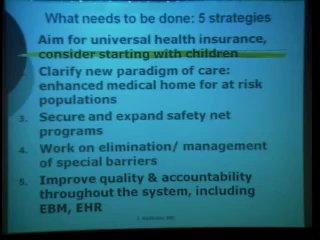 What needs to be done: 5 strategies
Aim for universal health insurance,
consider starting with children
Clarify new paradigm of care:
enhanced medical home for at risk
populations
3. Secure and expand safety net
programs
4. Work on elimination/ management
of special barriers
5. Improve quality & accountability
throughout the system, including
EBM, EHR